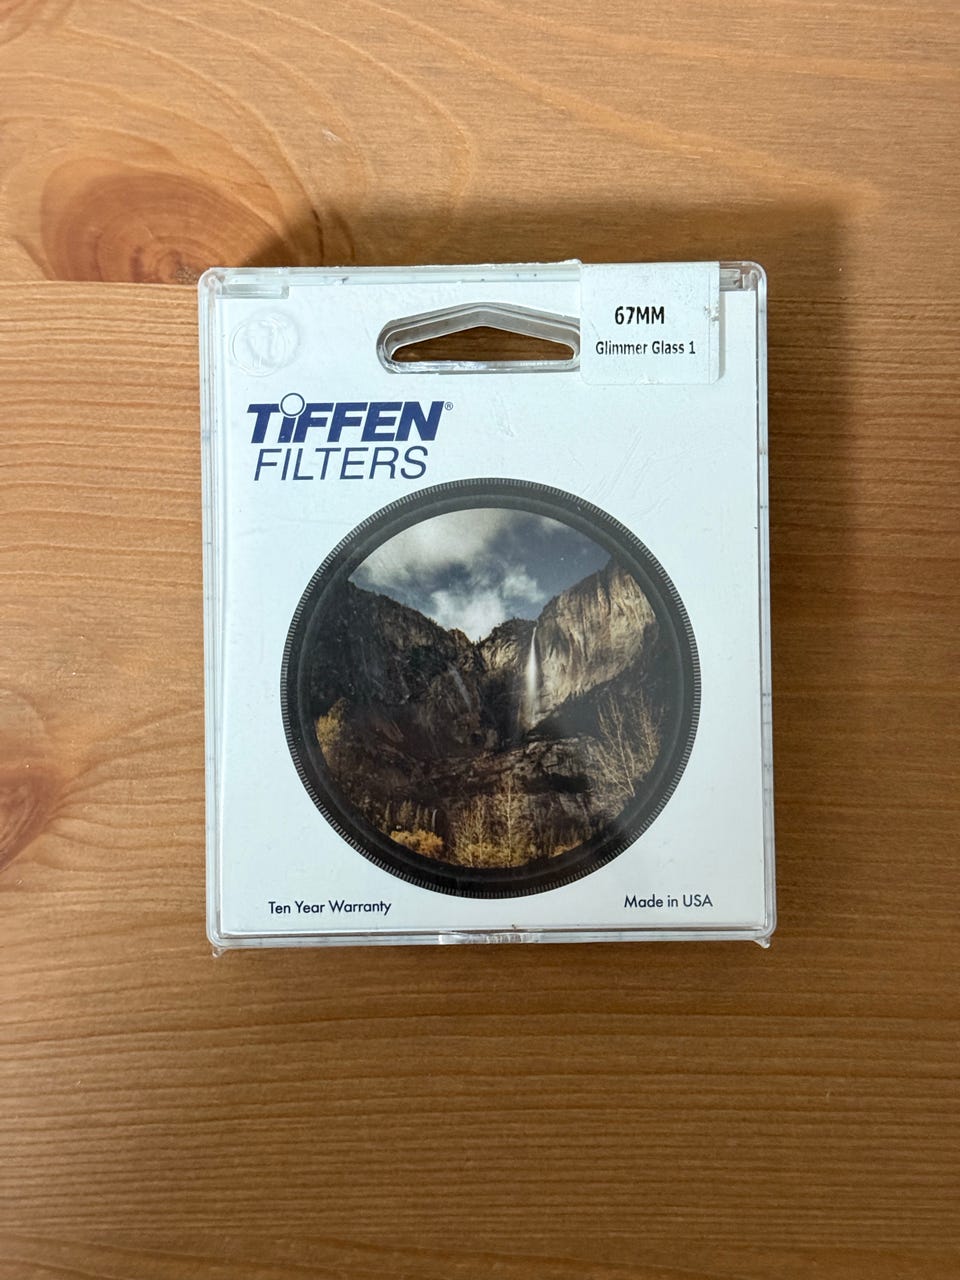 67MM
Glimmer Glass 1
TiFFEN®
FILTERS
Ten Year Warranty
Made in USA